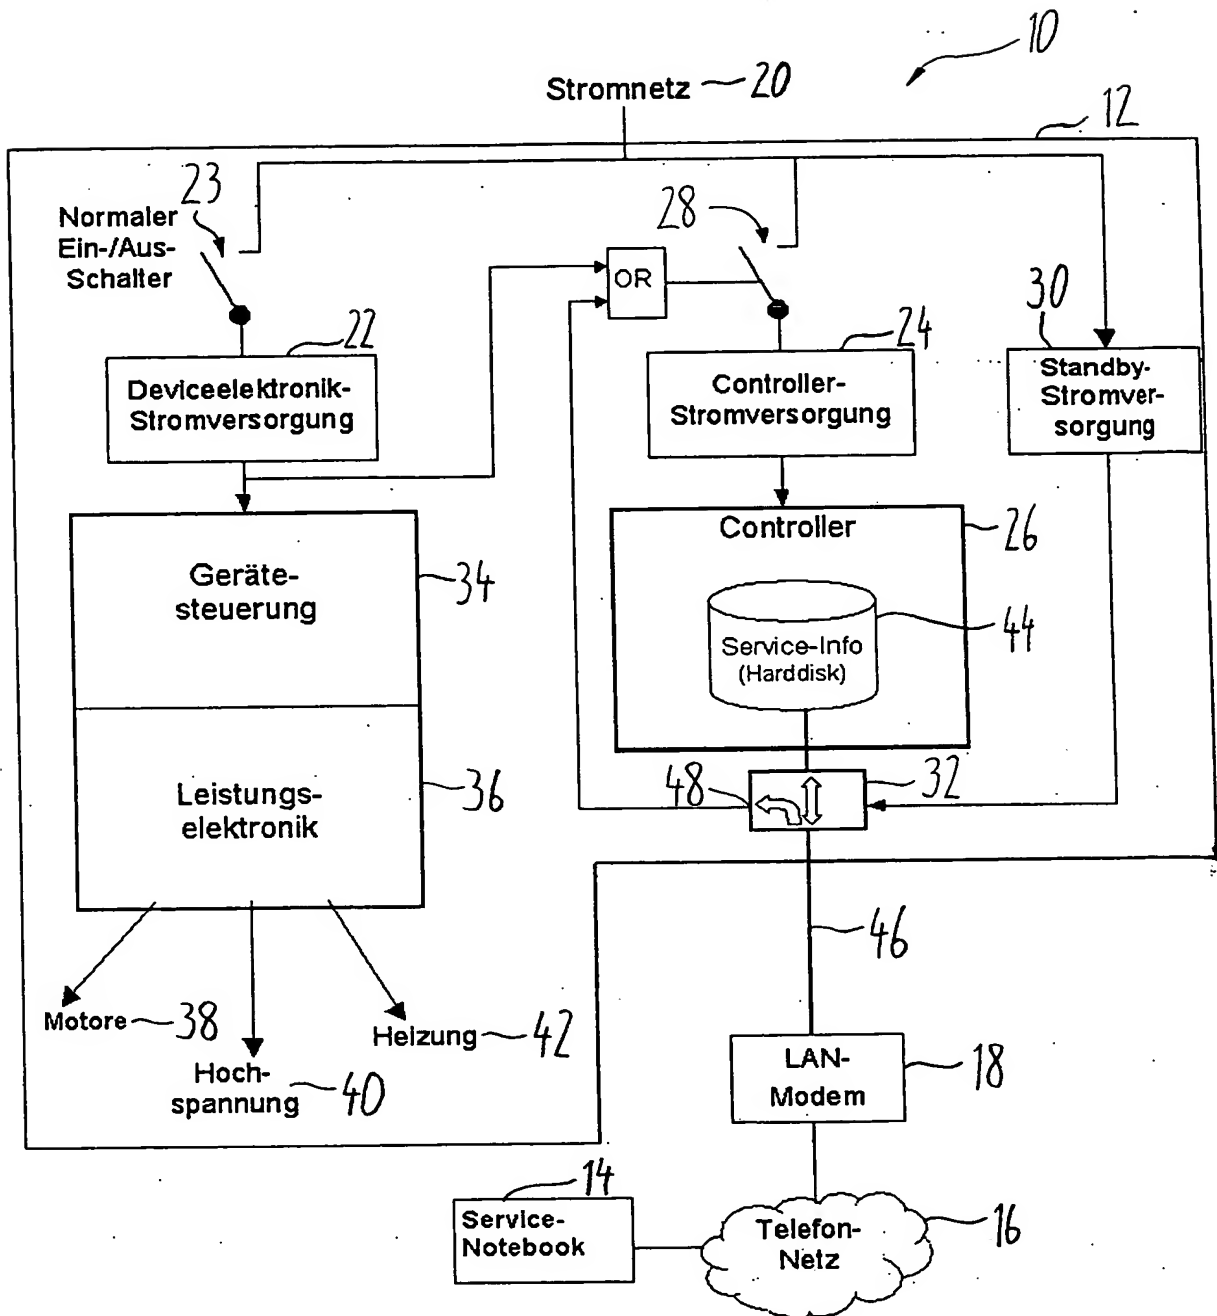 10
Stromnetz 20
12
23
Normaler
Ein-/Aus-
Schalter
28
OR
30
22
Deviceelektronik-
Stromversorgung
24
Controller-
Stromversorgung
Standby-
Stromver-
sorgung
Controller
26
Geräte-
steuerung
34
Service-Info
(Harddisk)
44
Leistungs-
elektronik
36
48
32
46
Motore 38
Heizung 42
Hoch-
spannung 40
LAN-
Modem
18
14
Service-
Notebook
Telefon-
Netz
16